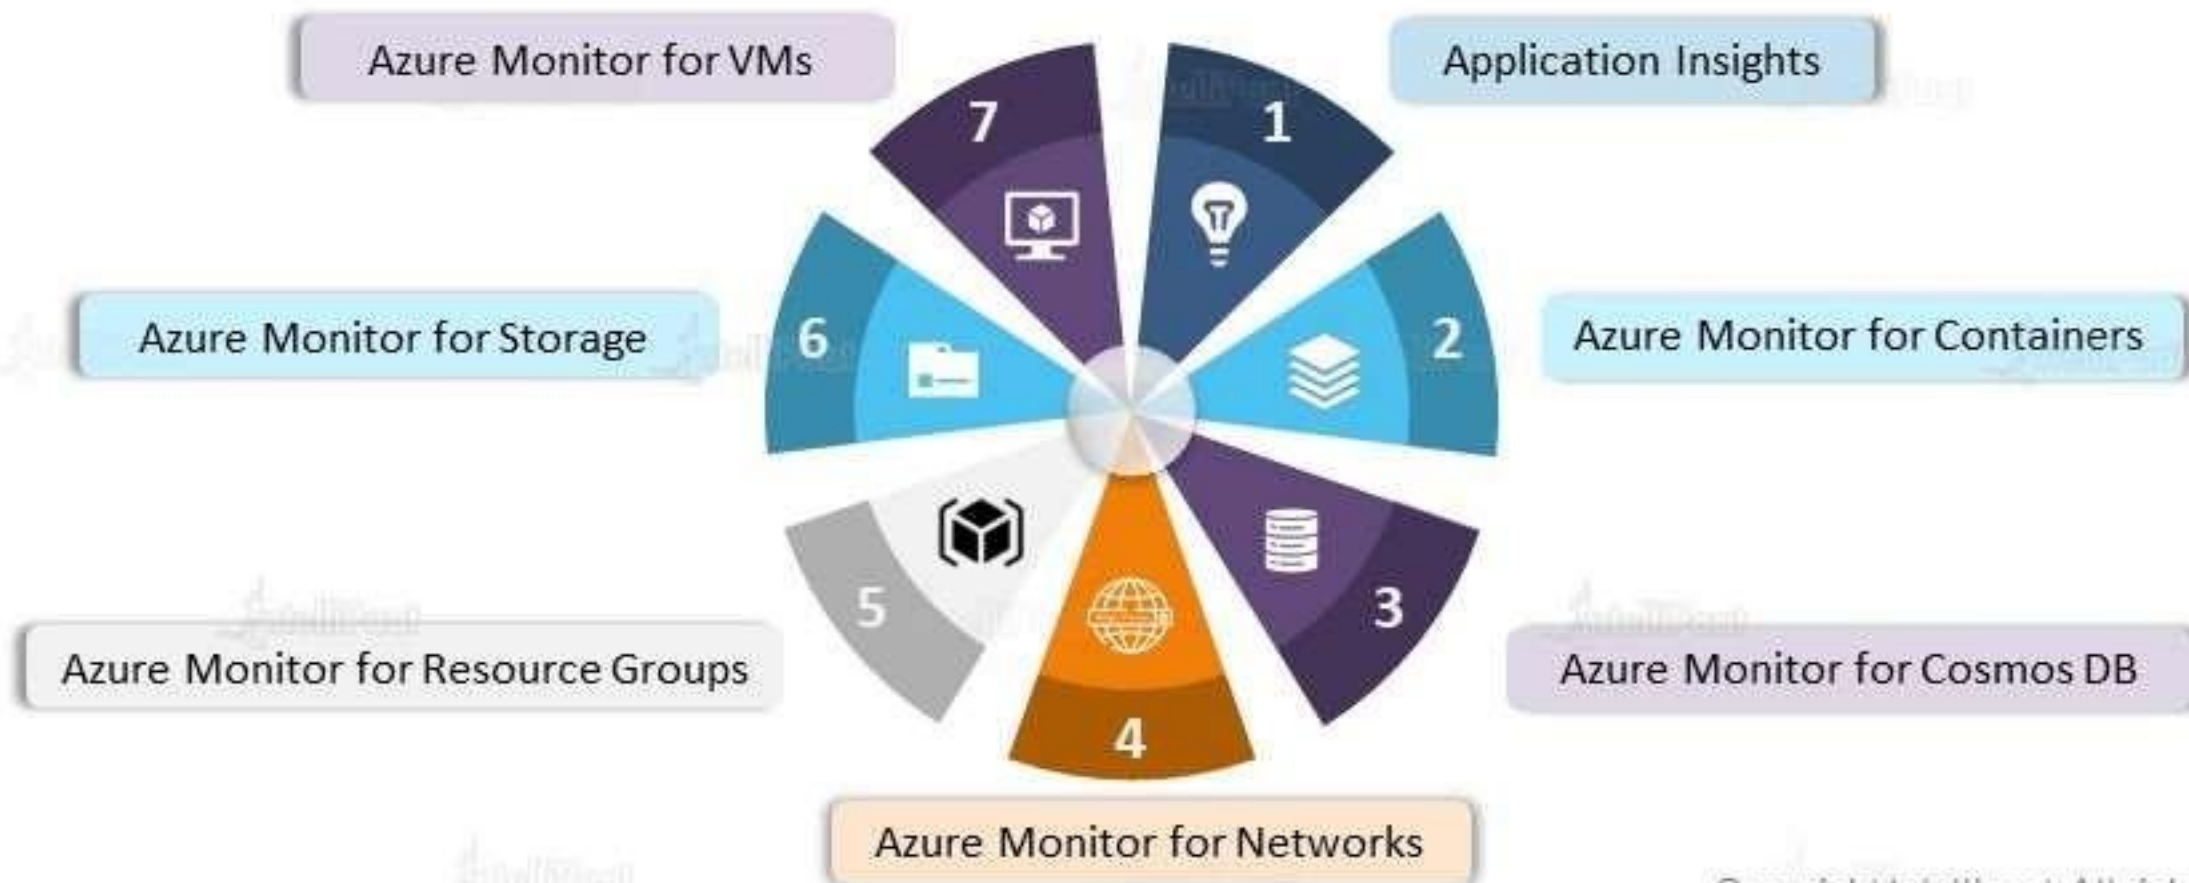 Azure Monitor for VMs
Application Insights
7
1
Azure Monitor for Storage
6
2
Azure Monitor for Containers
5
3
Azure Monitor for Resource Groups
Azure Monitor for Cosmos DB
4
Azure Monitor for Networks